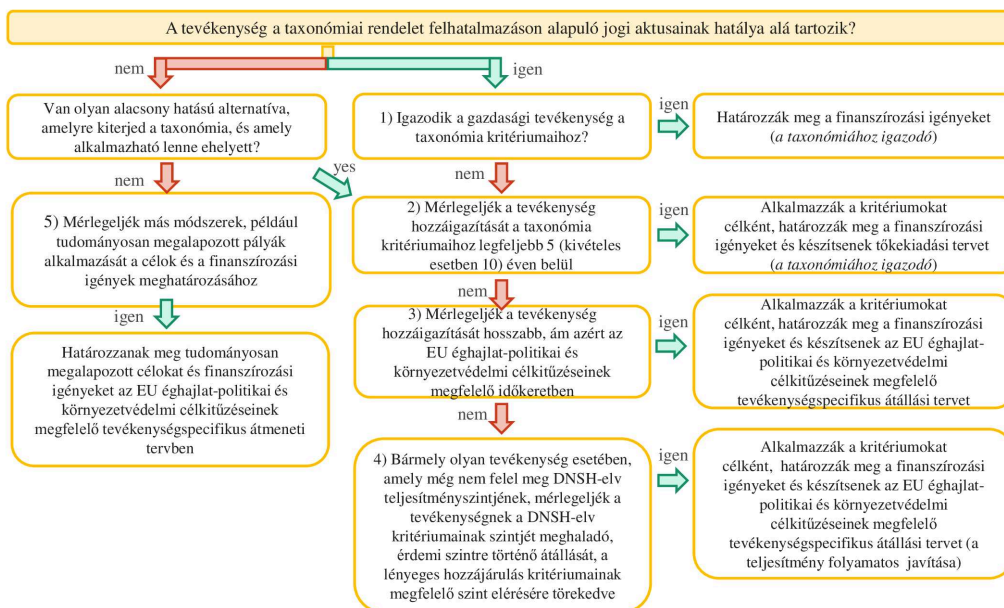 A tevékenység a taxonómiai rendelet felhatalmazáson alapuló jogi aktusainak hatálya alá tartozik?
nem
igen
Van olyan alacsony hatású alternatíva,
amelyre kiterjed a taxonómia, és amely
alkalmazható lenne ehelyett?
1) Igazodik a gazdasági tevékenység a
taxonómia kritériumaihoz?
igen
Határozzák meg a finanszírozási igényeket
(a taxonómiához igazodó)
nem
yes
nem
5) Mérlegeljék más módszerek, például
tudományosan megalapozott pályák
alkalmazását a célok és a finanszírozási
igények meghatározásához
2) Mérlegeljék a tevékenység
hozzáigazítását a taxonómia
kritériumaihoz legfeljebb 5 (kivételes
esetben 10) éven belül
igen
Alkalmazzák a kritériumokat
célként, határozzák meg a finanszírozási
igényeket és készítsenek tőkekiadási tervet
(a taxonómiához igazodó)
igen
nem
Határozzanak meg tudományosan
megalapozott célokat és finanszírozási
igényeket az EU éghajlat-politikai és
környezetvédelmi célkitűzéseinek
megfelelő tevékenységspecifikus átmeneti
tervben
3) Mérlegeljék a tevékenység
hozzáigazítását hosszabb, ám azért az
EU éghajlat-politikai és
környezetvédelmi célkitűzéseinek
megfelelő időkeretben
igen
Alkalmazzák a kritériumokat
célként, határozzák meg a finanszírozási
igényeket és készítsenek az EU éghajlat-
politikai és környezetvédelmi
célkitűzéseinek megfelelő
tevékenységspecifikus átállási tervet
nem
4) Bármely olyan tevékenység esetében,
amely még nem felel meg DNSH-elv
teljesítményszintjének, mérlegeljék a
tevékenységnek a DNSH-elv
kritériumainak szintjét meghaladó,
érdemi szintre történő átállását, a
lényeges hozzájárulás kritériumainak
megfelelő szint elérésére törekedve
igen
Alkalmazzák a kritériumokat
célként, határozzák meg a finanszírozási
igényeket és készítsenek az EU éghajlat-
politikai és környezetvédelmi
célkitűzéseinek megfelelő
tevékenységspecifikus átállási tervet (a
teljesítmény folyamatos javítása)